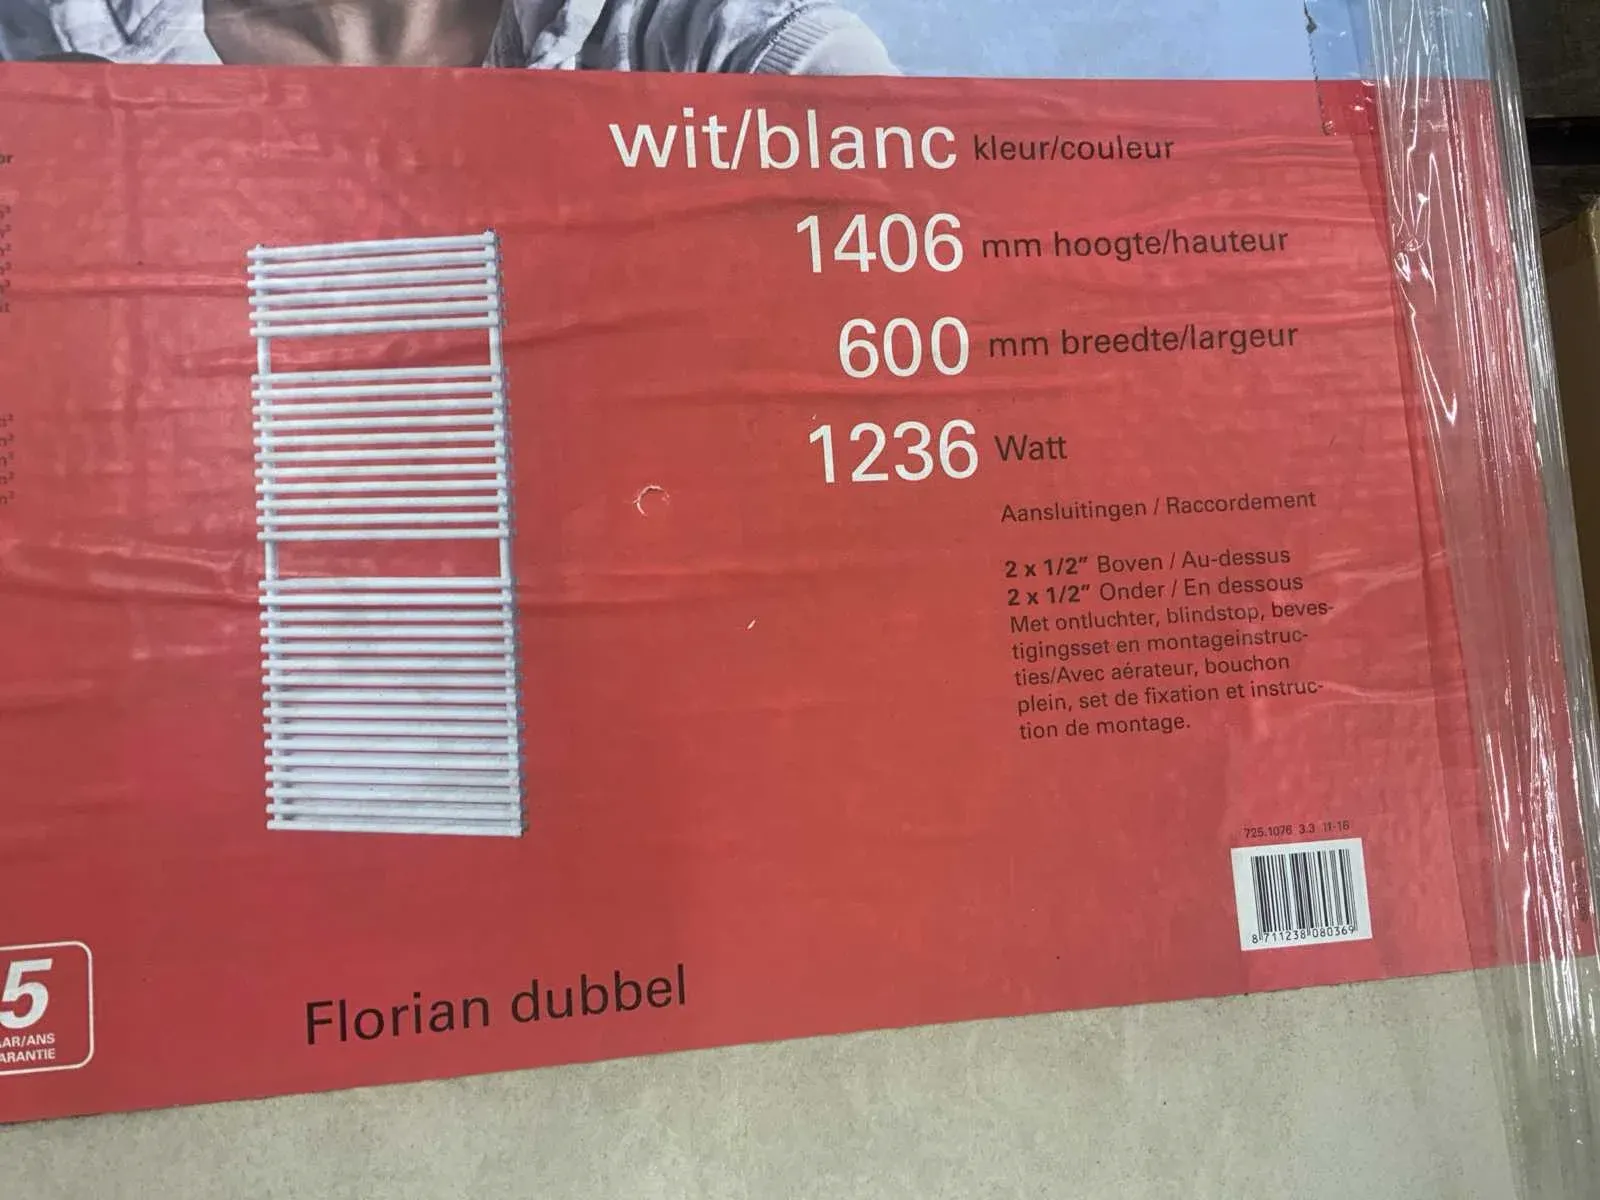 wit/blanc kleur/couleur
1406 mm hoogte/hauteur
600 mm breedte/largeur
1236 Watt
Aansluitingen / Raccordement
2 x 1/2” Boven / Au-dessus
2 x 1/2” Onder / En dessous
Met ontluchter, blindstop, beves-
tigingsset en montageinstruc-
ties/Avec aérateur, bouchon
plein, set de fixation et instruc-
tion de montage.
725.1076 3.3 11-16
8 711238 080369
5
AAR/ANS
ARANTIE
Florian dubbel